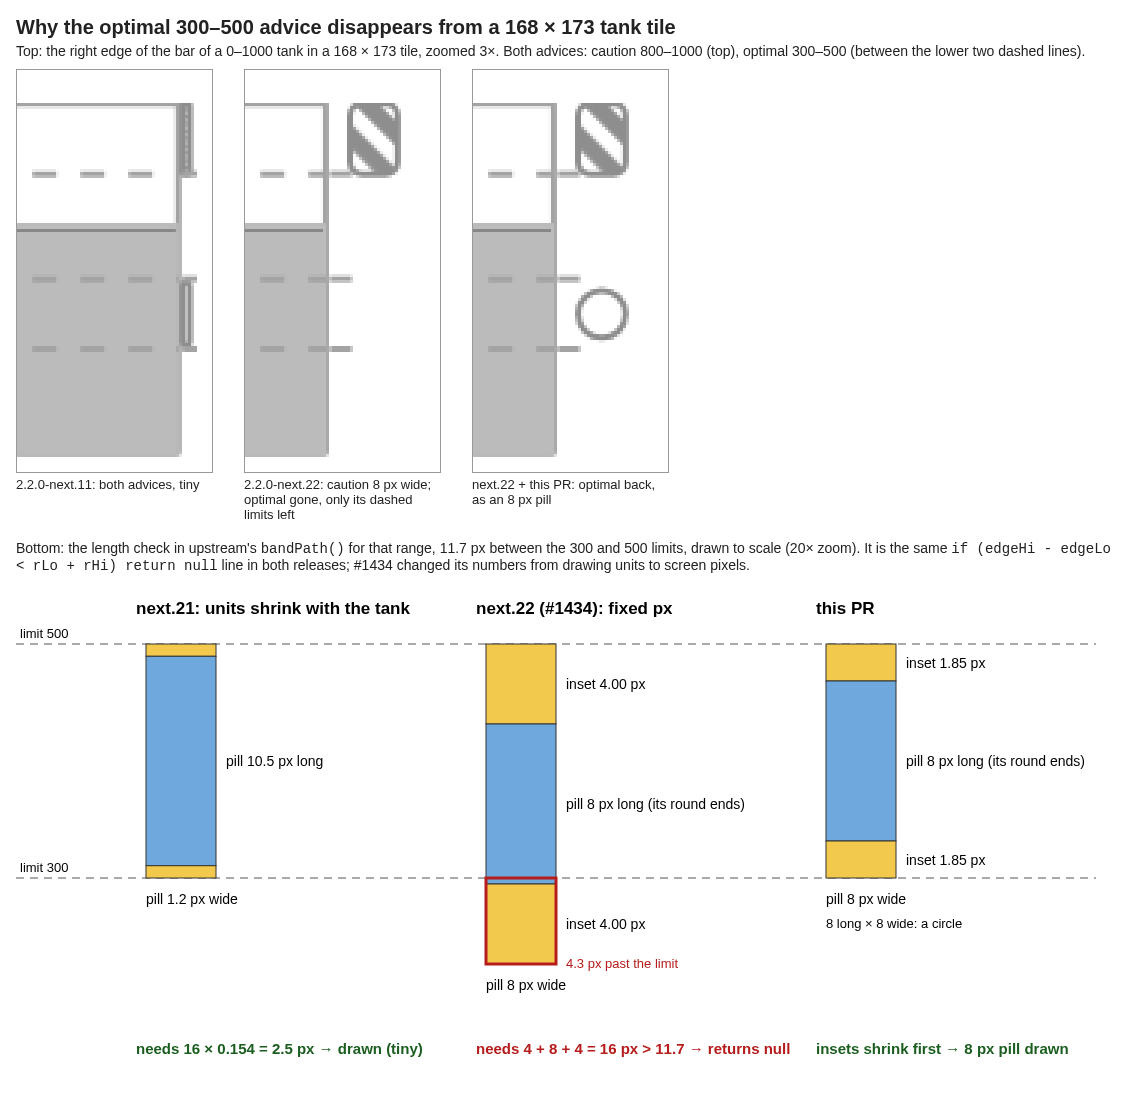 Why the optimal 300–500 advice disappears from a 168 × 173 tank tile
Top: the right edge of the bar of a 0–1000 tank in a 168 × 173 tile, zoomed 3×. Both advices: caution 800–1000 (top), optimal 300–500 (between the lower two dashed lines).
2.2.0-next.11: both advices, tiny
2.2.0-next.22: caution 8 px wide;
optimal gone, only its dashed
limits left
next.22 + this PR: optimal back,
as an 8 px pill
Bottom: the length check in upstream's bandPath() for that range, 11.7 px between the 300 and 500 limits, drawn to scale (20× zoom). It is the same if (edgeHi - edgeLo
< rLo + rHi) return null line in both releases; #1434 changed its numbers from drawing units to screen pixels.
next.21: units shrink with the tank
next.22 (#1434): fixed px
this PR
limit 500
inset 1.85 px
inset 4.00 px
pill 10.5 px long
pill 8 px long (its round ends)
pill 8 px long (its round ends)
limit 300
inset 1.85 px
pill 1.2 px wide
pill 8 px wide
inset 4.00 px
8 long × 8 wide: a circle
4.3 px past the limit
pill 8 px wide
needs 16 × 0.154 = 2.5 px → drawn (tiny)
needs 4 + 8 + 4 = 16 px > 11.7 → returns null
insets shrink first → 8 px pill drawn